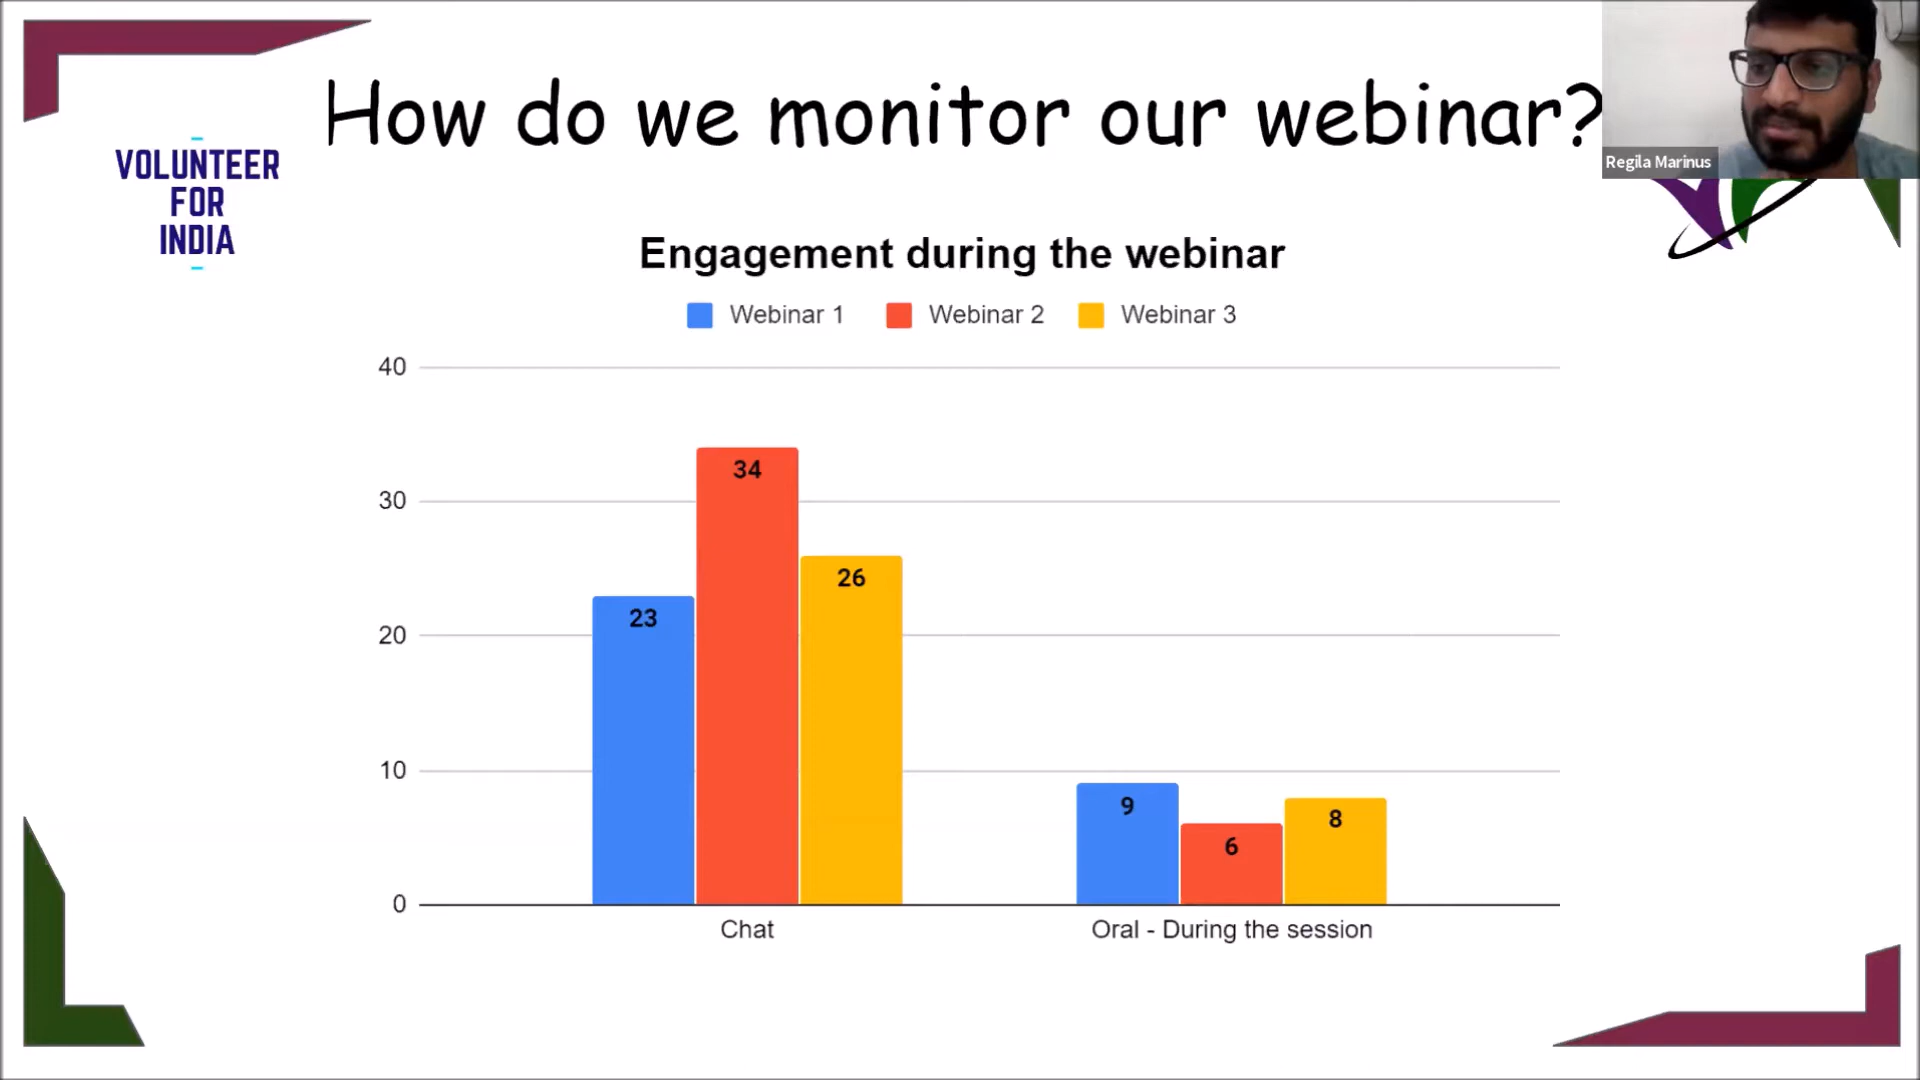 How do we monitor our webinar?
Regila Marinus
VOLUNTEER
FOR
INDIA
Engagement during the webinar
Webinar 1 Webinar 2 Webinar 3
40
34
30
26
23
20
10
9
8
6
0
Chat Oral - During the session